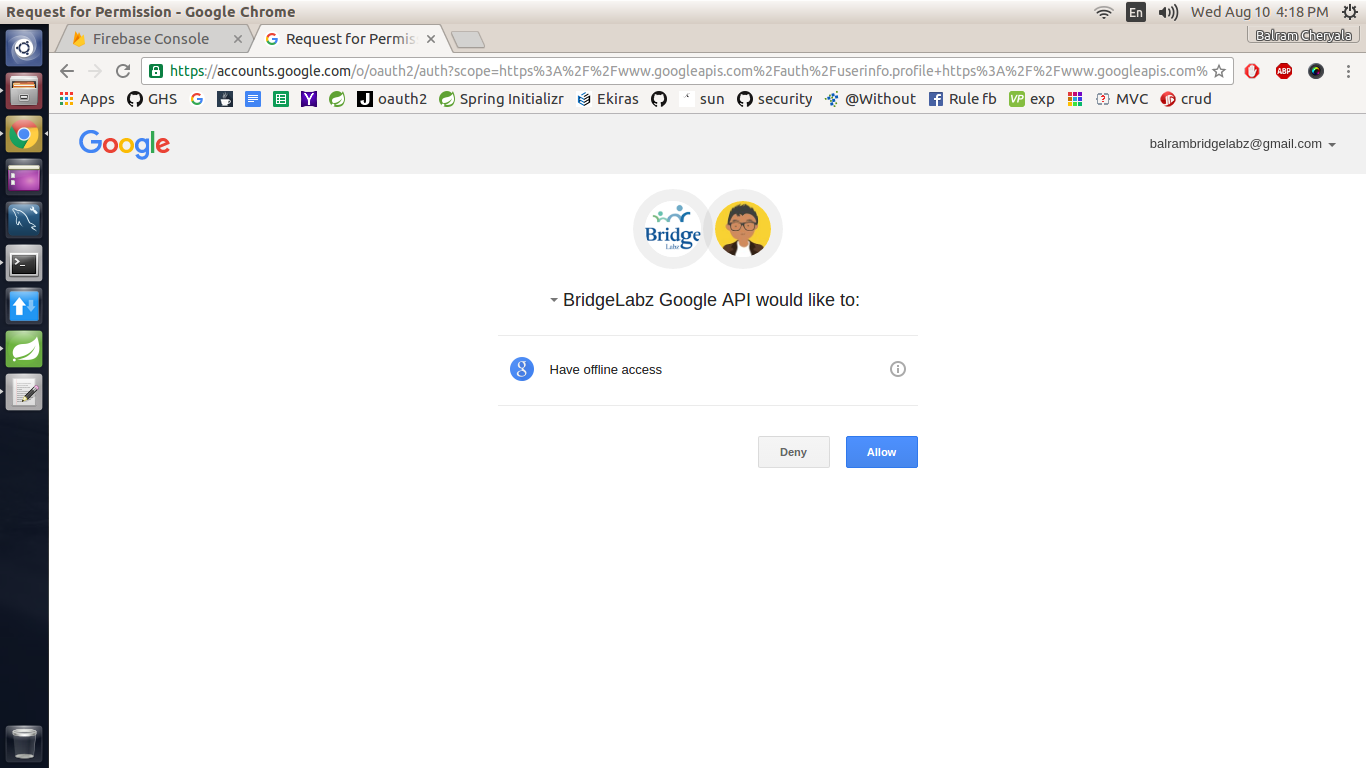 Request for Permission - Google Chrome
En
Wed Aug 10 4:18 PM
Balram Cheryala
Firebase Console
Request for Permis
https://accounts.google.com/o/oauth2/auth?scope=https%3A%2F%2Fwww.googleapis.com%2Fauth%2Fuserinfo.profile+https%3A%2F%2Fwww.googleapis.com%
ABP
Apps
GHS
oauth2
Spring Initializr
Ekiras
sun
security
@Without
Rule fb
VP
exp
MVC
crud
Google
balrambridgelabz@gmail.com
Bridge
Labz
BridgeLabz Google API would like to:
g
Have offline access
Deny
Allow